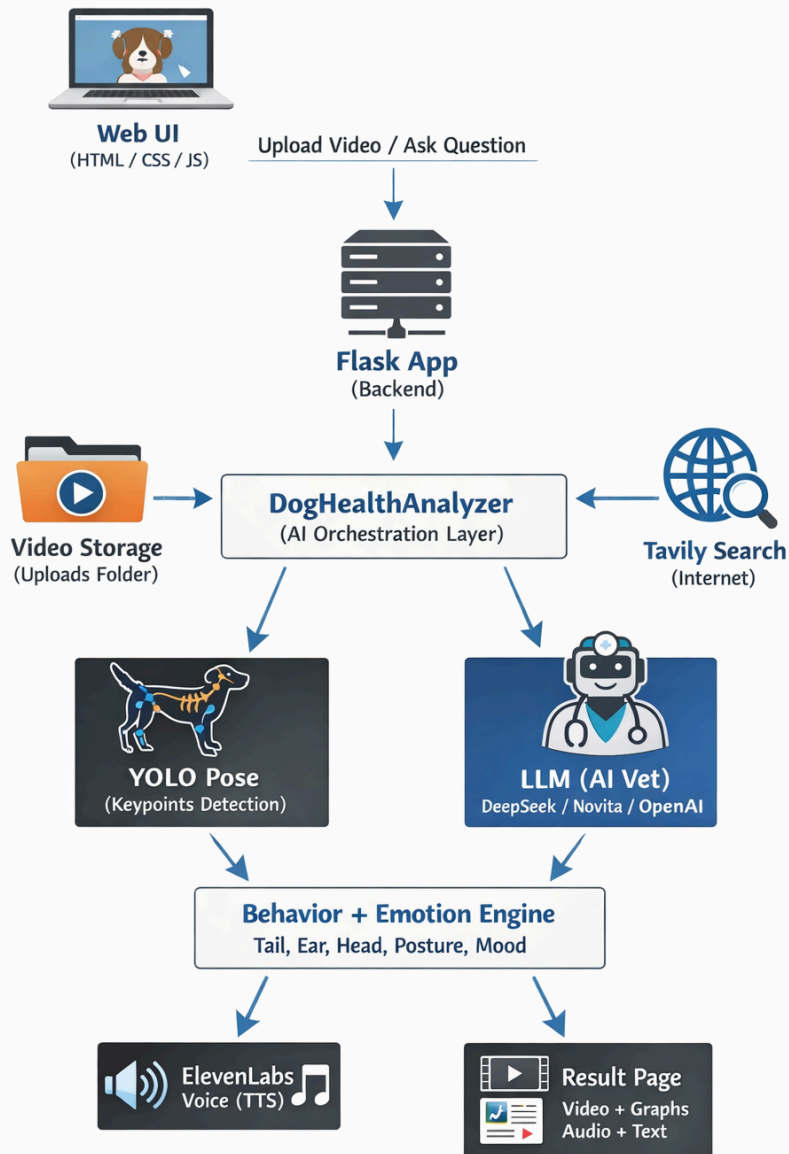 Web UI
(HTML / CSS / JS)
Upload Video / Ask Question
Flask App
(Backend)
Video Storage
(Uploads Folder)
DogHealthAnalyzer
(AI Orchestration Layer)
Tavily Search
(Internet)
YOLO Pose
(Keypoints Detection)
LLM (AI Vet)
DeepSeek / Novita / OpenAI
Behavior + Emotion Engine
Tail, Ear, Head, Posture, Mood
ElevenLabs
Voice (TTS)
Result Page
Video + Graphs
Audio + Text